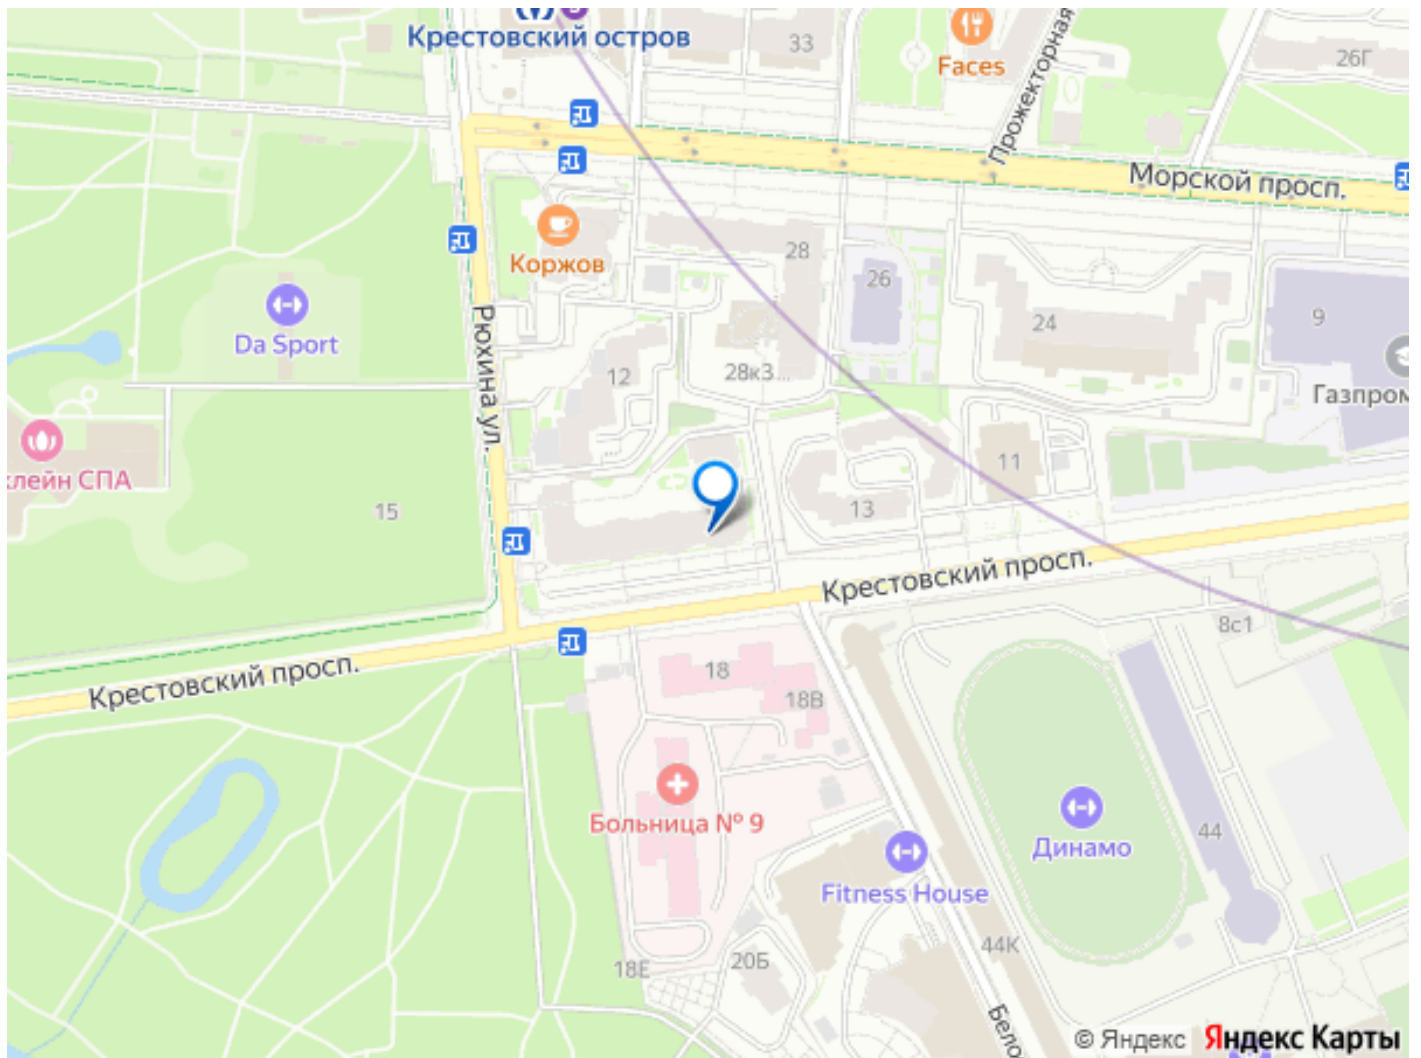 Крестовский остров
33
Faces
Прожекторная
26Г
Морской просп.
Коржов
28
26
24
9
Da Sport
Рюхина ул.
12
28к3 ...
Газпром
клейн СПА
15
11
13
Крестовский просп.
8с1
Крестовский просп.
18
18В
Больница № 9
Динамо
44
Fitness House
44К
20Б
18Е
Бело
© Яндекс Яндекс Карты